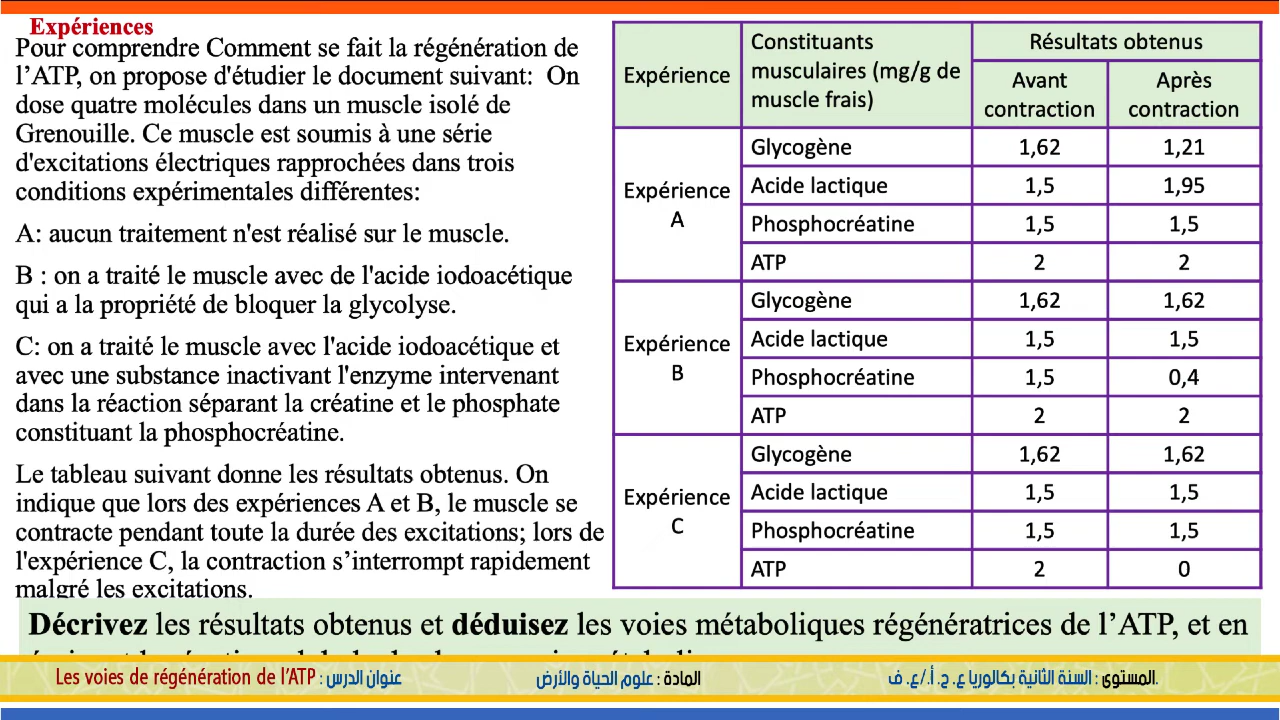 Expériences
Pour comprendre Comment se fait la régénération de
l’ATP, on propose d'étudier le document suivant: On
dose quatre molécules dans un muscle isolé de
Grenouille. Ce muscle est soumis à une série
d'excitations électriques rapprochées dans trois
conditions expérimentales différentes:
A: aucun traitement n'est réalisé sur le muscle.
B : on a traité le muscle avec de l'acide iodoacétique
qui a la propriété de bloquer la glycolyse.
C: on a traité le muscle avec l'acide iodoacétique et
avec une substance inactivant l'enzyme intervenant
dans la réaction séparant la créatine et le phosphate
constituant la phosphocréatine.
Le tableau suivant donne les résultats obtenus. On
indique que lors des expériences A et B, le muscle se
contracte pendant toute la durée des excitations; lors de
l'expérience C, la contraction s’interrompt rapidement
malgré les excitations.
Expérience
Constituants
musculaires (mg/g de
muscle frais)
Résultats obtenus
Avant
contraction
Après
contraction
Expérience
A
Glycogène 1,62 1,21
Acide lactique 1,5 1,95
Phosphocréatine 1,5 1,5
ATP 2 2
Expérience
B
Glycogène 1,62 1,62
Acide lactique 1,5 1,5
Phosphocréatine 1,5 0,4
ATP 2 2
Expérience
C
Glycogène 1,62 1,62
Acide lactique 1,5 1,5
Phosphocréatine 1,5 1,5
ATP 2 0
Décrivez les résultats obtenus et déduisez les voies métaboliques régénératrices de l’ATP, et en
عنوان الدرس : Les voies de régénération de l’ATP
المادة : علوم الحياة والأرض
المستوى : السنة الثانية بكالوريا ع. ح. أ./ع. ف.